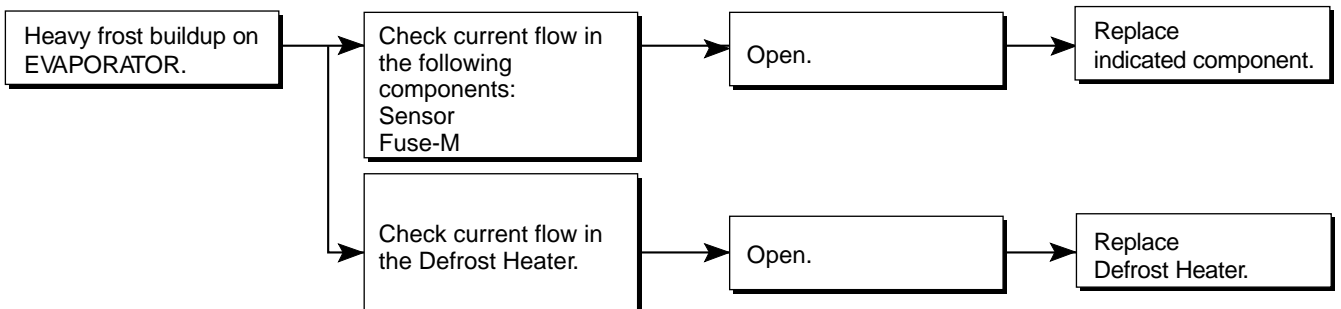 Heavy frost buildup on
EVAPORATOR.
Check current flow in
the following
components:
Sensor
Fuse-M
Open.
Replace
indicated component.
Check current flow in
the Defrost Heater.
Open.
Replace
Defrost Heater.